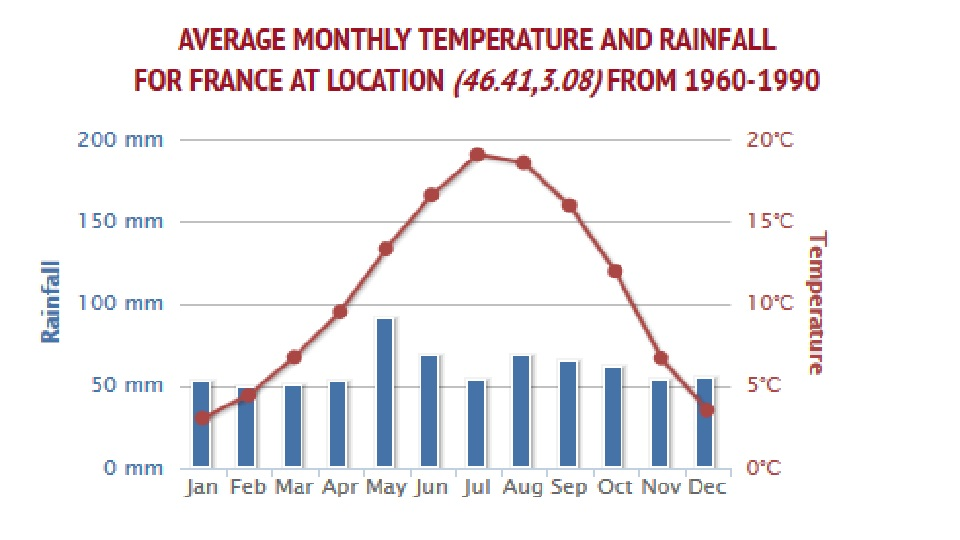 AVERAGE MONTHLY TEMPERATURE AND RAINFALL
FOR FRANCE AT LOCATION (46.41,3.08) FROM 1960-1990
200 mm
150 mm
100 mm
50 mm
0 mm
Rainfall
20°C
15°C
10°C
5°C
0°C
Temperature
Jan Feb Mar Apr May Jun Jul Aug Sep Oct Nov Dec